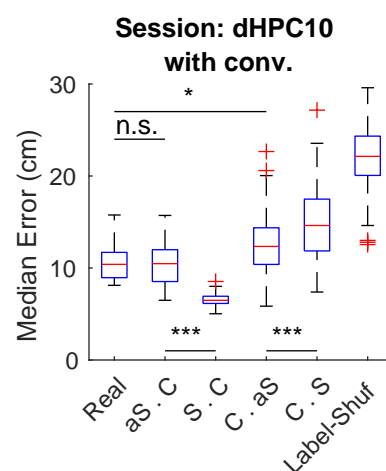 Session: dHPC10
with conv.
Median Error (cm)
30
20
10
0
*
n.s.
***
***
Real
aS . C
S . C
C . aS
C . S
Label-Shuf